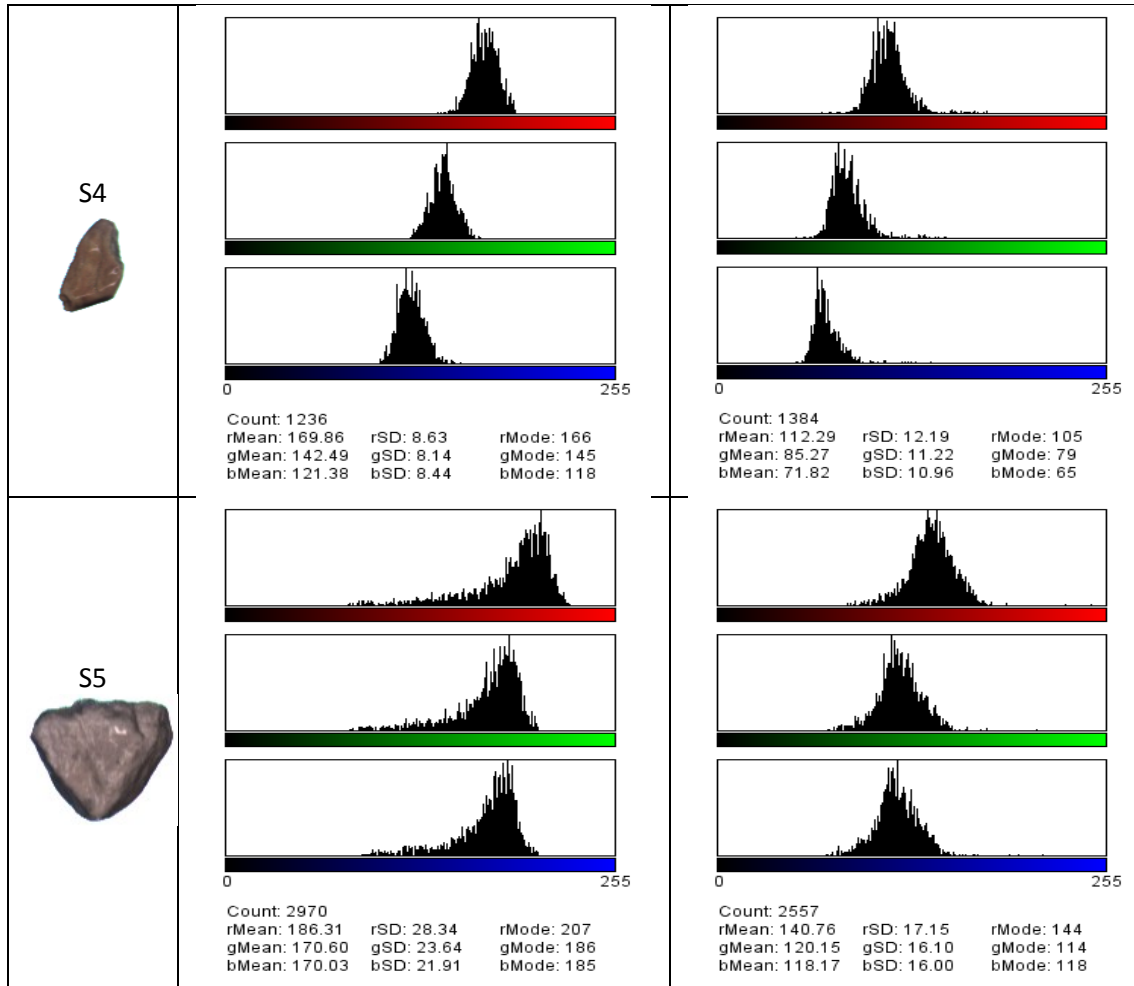 S4
0 255
Count: 1236
rMean: 169.86 rSD: 8.63 rMode: 166
gMean: 142.49 gSD: 8.14 gMode: 145
bMean: 121.38 bSD: 8.44 bMode: 118
0 255
Count: 1384
rMean: 112.29 rSD: 12.19 rMode: 105
gMean: 85.27 gSD: 11.22 gMode: 79
bMean: 71.82 bSD: 10.96 bMode: 65
S5
0 255
Count: 2970
rMean: 186.31 rSD: 28.34 rMode: 207
gMean: 170.60 gSD: 23.64 gMode: 186
bMean: 170.03 bSD: 21.91 bMode: 185
0 255
Count: 2557
rMean: 140.76 rSD: 17.15 rMode: 144
gMean: 120.15 gSD: 16.10 gMode: 114
bMean: 118.17 bSD: 16.00 bMode: 118